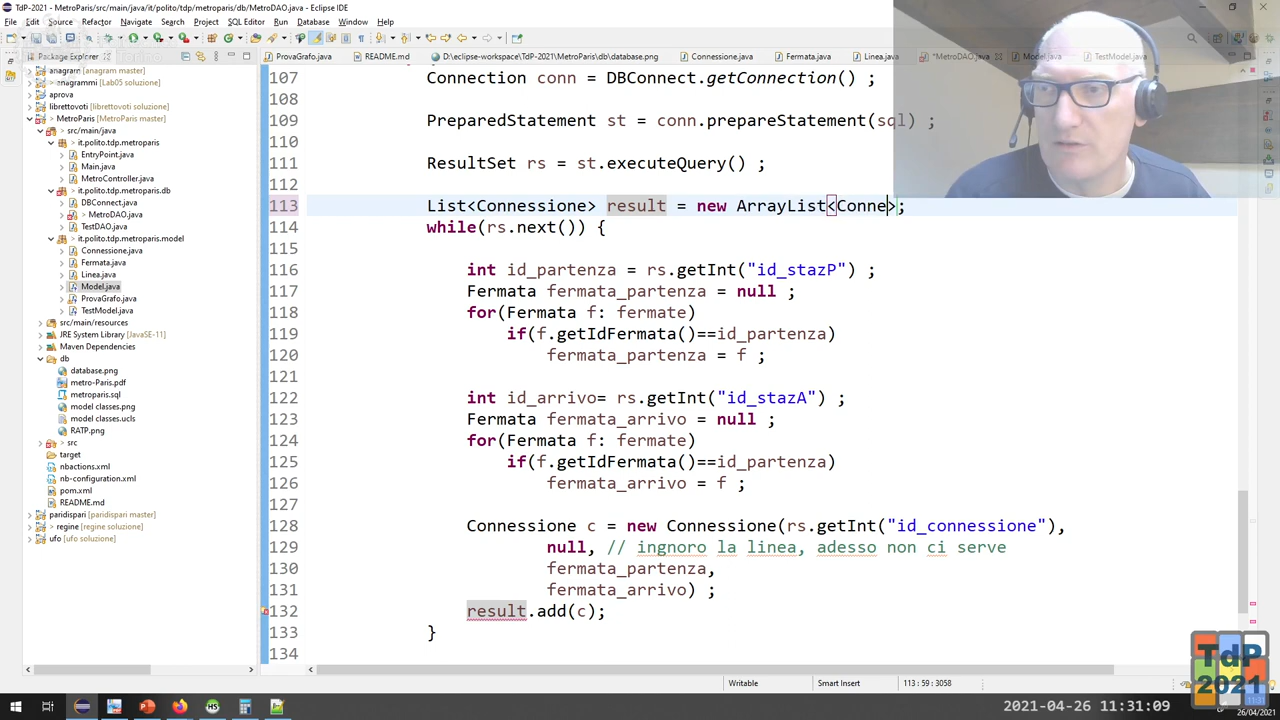 TdP-2021 - MetroParis/src/main/java/it/polito/tdp/metroparis/db/MetroDAO.java - Eclipse IDE
File Edit Source Refactor Navigate Search Project SQL Editor Run Database Window Help
Package Explorer
ProvaGrafo.java README.md D:\eclipse-workspace\TdP-2021\MetroParis\db\database.png Connessione.java Fermata.java Linea.java *MetroDAO.java Model.java TestModel.java
anagram [anagram master]
anagrammi [Lab05 soluzione]
aprova
librettovoti [librettovoti soluzione]
MetroParis [MetroParis master]
src/main/java
it.polito.tdp.metroparis
EntryPoint.java
Main.java
MetroController.java
it.polito.tdp.metroparis.db
DBConnect.java
MetroDAO.java
TestDAO.java
it.polito.tdp.metroparis.model
Connessione.java
Fermata.java
Linea.java
Model.java
ProvaGrafo.java
TestModel.java
src/main/resources
JRE System Library [JavaSE-11]
Maven Dependencies
db
database.png
metro-Paris.pdf
metroparis.sql
model classes.png
model classes.ucls
RATP.png
src
target
nbactions.xml
nb-configuration.xml
pom.xml
README.md
paridispari [paridispari master]
regine [regine soluzione]
ufo [ufo soluzione]
107 Connection conn = DBConnect.getConnection() ;
108
109 PreparedStatement st = conn.prepareStatement(sql) ;
110
111 ResultSet rs = st.executeQuery() ;
112
113 List<Connessione> result = new ArrayList<Conne>;
114 while(rs.next()) {
115
116 int id_partenza = rs.getInt("id_stazP") ;
117 Fermata fermata_partenza = null ;
118 for(Fermata f: fermate)
119 if(f.getIdFermata()==id_partenza)
120 fermata_partenza = f ;
121
122 int id_arrivo= rs.getInt("id_stazA") ;
123 Fermata fermata_arrivo = null ;
124 for(Fermata f: fermate)
125 if(f.getIdFermata()==id_partenza)
126 fermata_arrivo = f ;
127
128 Connessione c = new Connessione(rs.getInt("id_connessione"),
129 null, // ingnoro la linea, adesso non ci serve
130 fermata_partenza,
131 fermata_arrivo) ;
132 result.add(c);
133 }
134
Writable Smart Insert 113 : 59 : 3058
TdP
2021
2021-04-26 11:31:09
11:31
26/04/2021